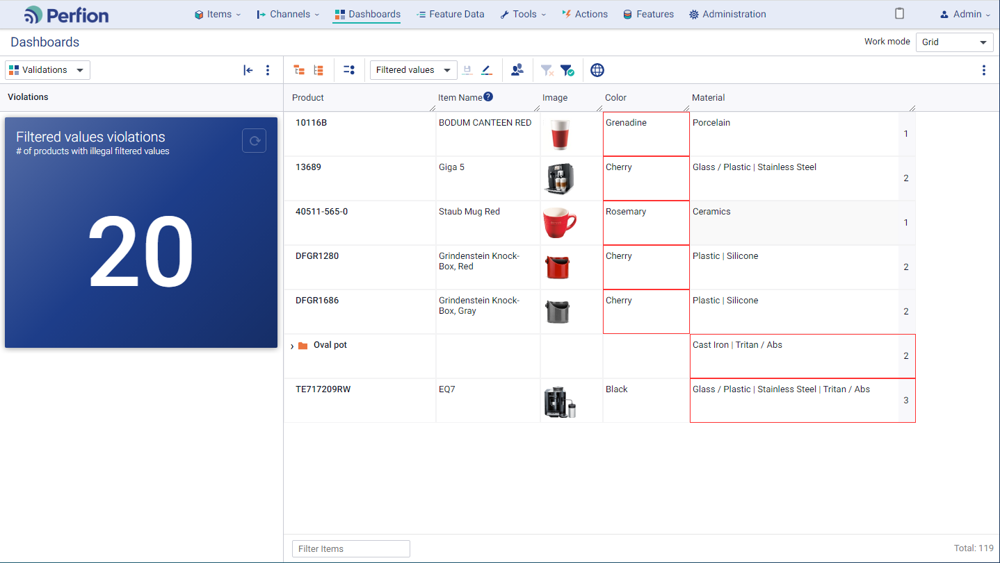 Perfion
Items
Channels
Dashboards
Feature Data
Tools
Actions
Features
Administration
Admin
Dashboards
Work mode
Grid
Validations
Filtered values
Violations
Product
Item Name
?
Image
Color
Material
Filtered values violations
# of products with illegal filtered values
20
10116B
BODUM CANTEEN RED
Grenadine
Porcelain
1
13689
Giga 5
Cherry
Glass / Plastic | Stainless Steel
2
40511-565-0
Staub Mug Red
Rosemary
Ceramics
1
DFGR1280
Grindenstein Knock-
Box, Red
Cherry
Plastic | Silicone
2
DFGR1686
Grindenstein Knock-
Box, Gray
Cherry
Plastic | Silicone
2
Oval pot
Cast Iron | Tritan / Abs
2
TE717209RW
EQ7
Black
Glass / Plastic | Stainless Steel | Tritan / Abs
3
Filter Items
Total: 119